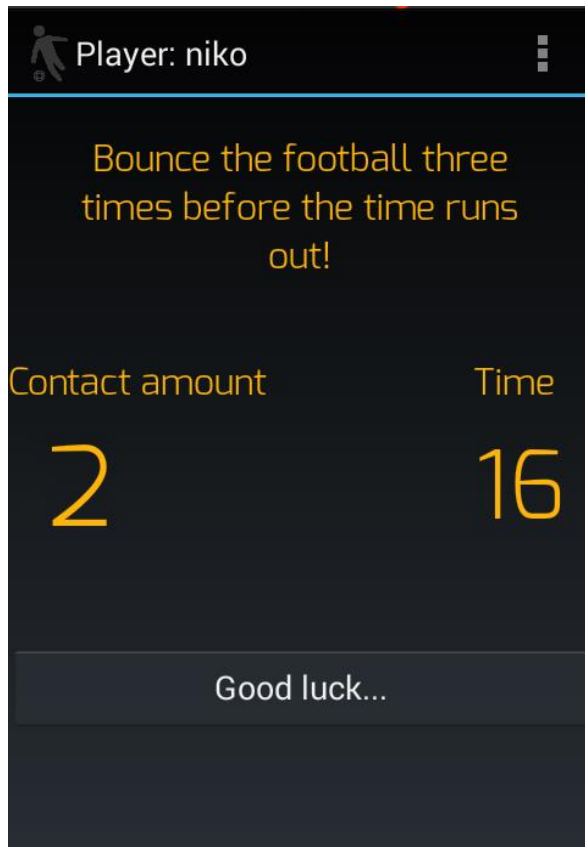 Player: niko
Bounce the football three
times before the time runs
out!
Contact amount
Time
2
16
Good luck...